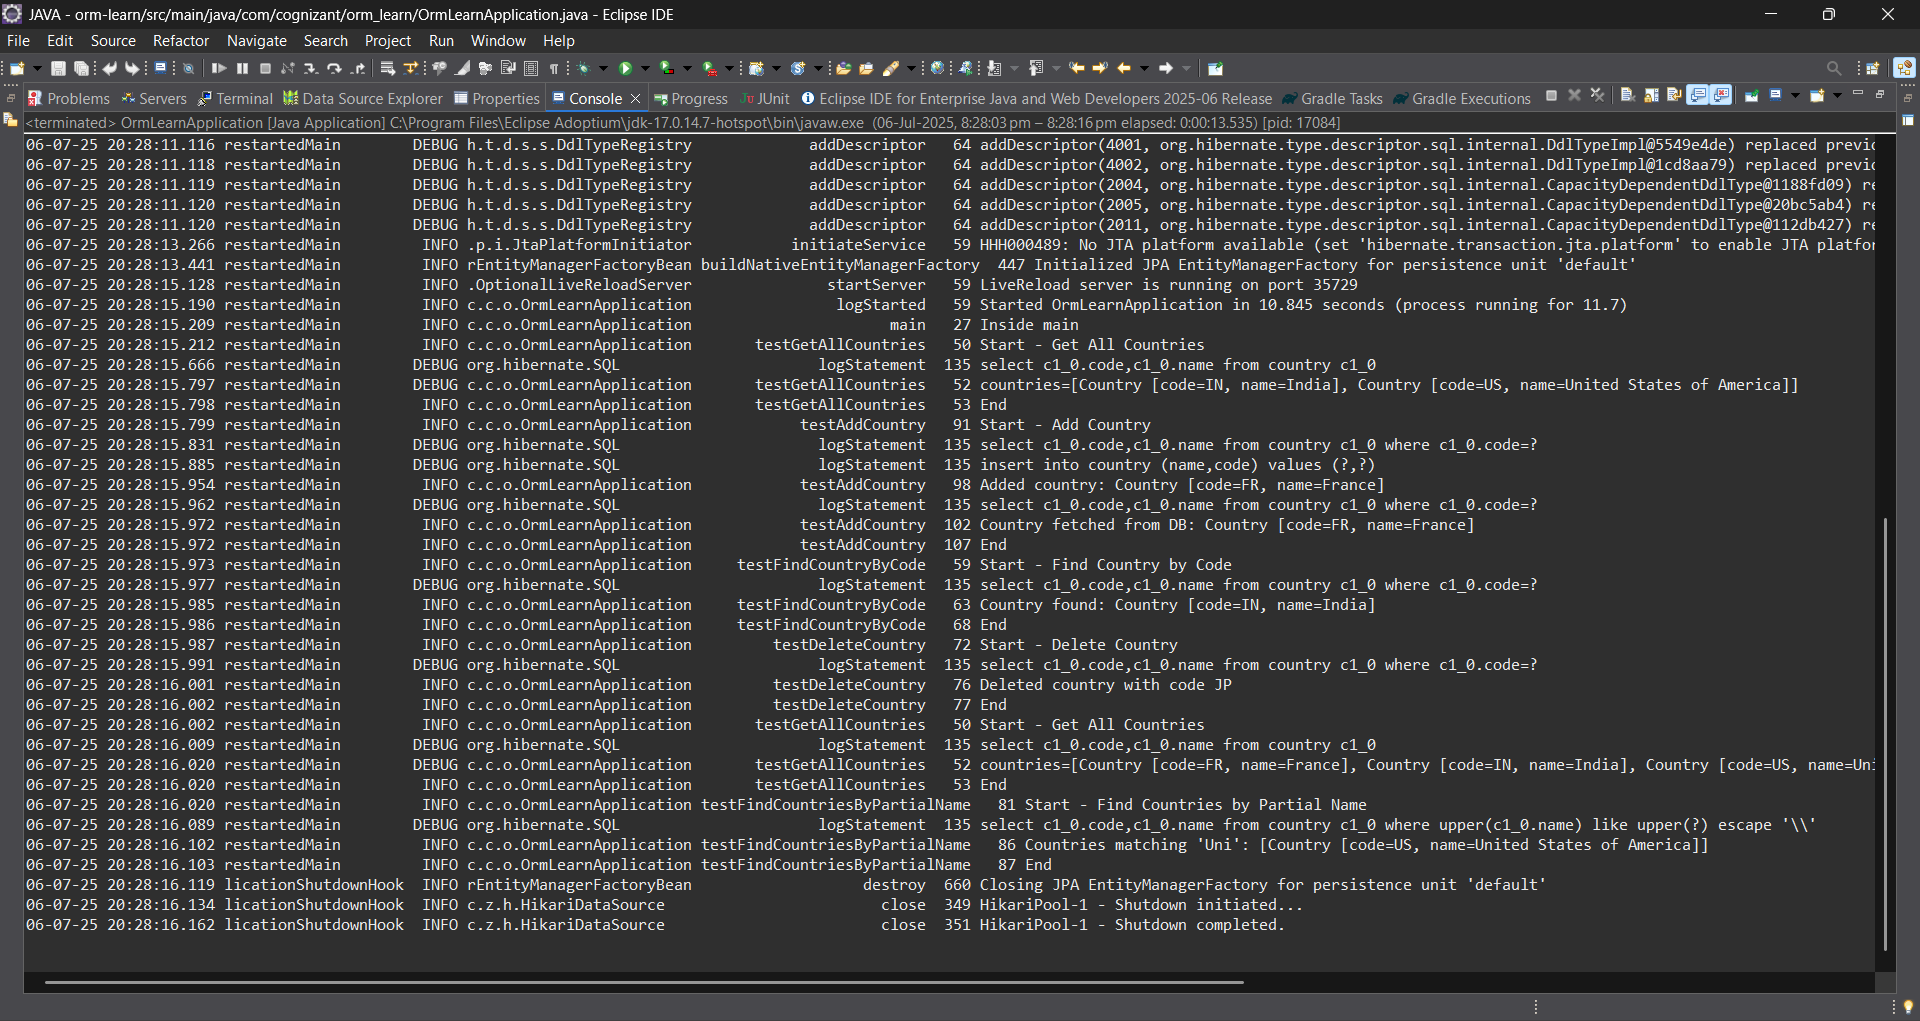 JAVA - orm-learn/src/main/java/com/cognizant/orm_learn/OrmLearnApplication.java - Eclipse IDE
File Edit Source Refactor Navigate Search Project Run Window Help
Problems Servers Terminal Data Source Explorer Properties Console Progress JUnit Eclipse IDE for Enterprise Java and Web Developers 2025-06 Release Gradle Tasks Gradle Executions
<terminated> OrmLearnApplication [Java Application] C:\Program Files\Eclipse Adoptium\jdk-17.0.14.7-hotspot\bin\javaw.exe (06-Jul-2025, 8:28:03 pm – 8:28:16 pm elapsed: 0:00:13.535) [pid: 17084]
06-07-25 20:28:11.116 restartedMain DEBUG h.t.d.s.s.DdlTypeRegistry addDescriptor 64 addDescriptor(4001, org.hibernate.type.descriptor.sql.internal.DdlTypeImpl@5549e4de) replaced previc
06-07-25 20:28:11.118 restartedMain DEBUG h.t.d.s.s.DdlTypeRegistry addDescriptor 64 addDescriptor(4002, org.hibernate.type.descriptor.sql.internal.DdlTypeImpl@1cd8aa79) replaced previc
06-07-25 20:28:11.119 restartedMain DEBUG h.t.d.s.s.DdlTypeRegistry addDescriptor 64 addDescriptor(2004, org.hibernate.type.descriptor.sql.internal.CapacityDependentDdlType@1188fd09) re
06-07-25 20:28:11.120 restartedMain DEBUG h.t.d.s.s.DdlTypeRegistry addDescriptor 64 addDescriptor(2005, org.hibernate.type.descriptor.sql.internal.CapacityDependentDdlType@20bc5ab4) re
06-07-25 20:28:11.120 restartedMain DEBUG h.t.d.s.s.DdlTypeRegistry addDescriptor 64 addDescriptor(2011, org.hibernate.type.descriptor.sql.internal.CapacityDependentDdlType@112db427) re
06-07-25 20:28:13.266 restartedMain INFO .p.i.JtaPlatformInitiator initiateService 59 HHH000489: No JTA platform available (set 'hibernate.transaction.jta.platform' to enable JTA platfor
06-07-25 20:28:13.441 restartedMain INFO rEntityManagerFactoryBean buildNativeEntityManagerFactory 447 Initialized JPA EntityManagerFactory for persistence unit 'default'
06-07-25 20:28:15.128 restartedMain INFO .OptionalLiveReloadServer startServer 59 LiveReload server is running on port 35729
06-07-25 20:28:15.190 restartedMain INFO c.c.o.OrmLearnApplication logStarted 59 Started OrmLearnApplication in 10.845 seconds (process running for 11.7)
06-07-25 20:28:15.209 restartedMain INFO c.c.o.OrmLearnApplication main 27 Inside main
06-07-25 20:28:15.212 restartedMain INFO c.c.o.OrmLearnApplication testGetAllCountries 50 Start - Get All Countries
06-07-25 20:28:15.666 restartedMain DEBUG org.hibernate.SQL logStatement 135 select c1_0.code,c1_0.name from country c1_0
06-07-25 20:28:15.797 restartedMain DEBUG c.c.o.OrmLearnApplication testGetAllCountries 52 countries=[Country [code=IN, name=India], Country [code=US, name=United States of America]]
06-07-25 20:28:15.798 restartedMain INFO c.c.o.OrmLearnApplication testGetAllCountries 53 End
06-07-25 20:28:15.799 restartedMain INFO c.c.o.OrmLearnApplication testAddCountry 91 Start - Add Country
06-07-25 20:28:15.831 restartedMain DEBUG org.hibernate.SQL logStatement 135 select c1_0.code,c1_0.name from country c1_0 where c1_0.code=?
06-07-25 20:28:15.885 restartedMain DEBUG org.hibernate.SQL logStatement 135 insert into country (name,code) values (?,?)
06-07-25 20:28:15.954 restartedMain INFO c.c.o.OrmLearnApplication testAddCountry 98 Added country: Country [code=FR, name=France]
06-07-25 20:28:15.962 restartedMain DEBUG org.hibernate.SQL logStatement 135 select c1_0.code,c1_0.name from country c1_0 where c1_0.code=?
06-07-25 20:28:15.972 restartedMain INFO c.c.o.OrmLearnApplication testAddCountry 102 Country fetched from DB: Country [code=FR, name=France]
06-07-25 20:28:15.972 restartedMain INFO c.c.o.OrmLearnApplication testAddCountry 107 End
06-07-25 20:28:15.973 restartedMain INFO c.c.o.OrmLearnApplication testFindCountryByCode 59 Start - Find Country by Code
06-07-25 20:28:15.977 restartedMain DEBUG org.hibernate.SQL logStatement 135 select c1_0.code,c1_0.name from country c1_0 where c1_0.code=?
06-07-25 20:28:15.985 restartedMain INFO c.c.o.OrmLearnApplication testFindCountryByCode 63 Country found: Country [code=IN, name=India]
06-07-25 20:28:15.986 restartedMain INFO c.c.o.OrmLearnApplication testFindCountryByCode 68 End
06-07-25 20:28:15.987 restartedMain INFO c.c.o.OrmLearnApplication testDeleteCountry 72 Start - Delete Country
06-07-25 20:28:15.991 restartedMain DEBUG org.hibernate.SQL logStatement 135 select c1_0.code,c1_0.name from country c1_0 where c1_0.code=?
06-07-25 20:28:16.001 restartedMain INFO c.c.o.OrmLearnApplication testDeleteCountry 76 Deleted country with code JP
06-07-25 20:28:16.002 restartedMain INFO c.c.o.OrmLearnApplication testDeleteCountry 77 End
06-07-25 20:28:16.002 restartedMain INFO c.c.o.OrmLearnApplication testGetAllCountries 50 Start - Get All Countries
06-07-25 20:28:16.009 restartedMain DEBUG org.hibernate.SQL logStatement 135 select c1_0.code,c1_0.name from country c1_0
06-07-25 20:28:16.020 restartedMain DEBUG c.c.o.OrmLearnApplication testGetAllCountries 52 countries=[Country [code=FR, name=France], Country [code=IN, name=India], Country [code=US, name=Uni
06-07-25 20:28:16.020 restartedMain INFO c.c.o.OrmLearnApplication testGetAllCountries 53 End
06-07-25 20:28:16.020 restartedMain INFO c.c.o.OrmLearnApplication testFindCountriesByPartialName 81 Start - Find Countries by Partial Name
06-07-25 20:28:16.089 restartedMain DEBUG org.hibernate.SQL logStatement 135 select c1_0.code,c1_0.name from country c1_0 where upper(c1_0.name) like upper(?) escape '\\'
06-07-25 20:28:16.102 restartedMain INFO c.c.o.OrmLearnApplication testFindCountriesByPartialName 86 Countries matching 'Uni': [Country [code=US, name=United States of America]]
06-07-25 20:28:16.103 restartedMain INFO c.c.o.OrmLearnApplication testFindCountriesByPartialName 87 End
06-07-25 20:28:16.119 licationShutdownHook INFO rEntityManagerFactoryBean destroy 660 Closing JPA EntityManagerFactory for persistence unit 'default'
06-07-25 20:28:16.134 licationShutdownHook INFO c.z.h.HikariDataSource close 349 HikariPool-1 - Shutdown initiated...
06-07-25 20:28:16.162 licationShutdownHook INFO c.z.h.HikariDataSource close 351 HikariPool-1 - Shutdown completed.